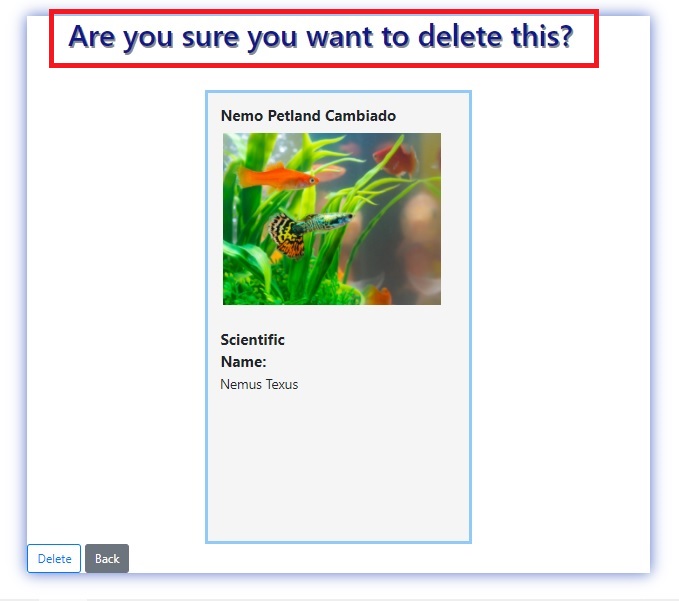 Are you sure you want to delete this?
Nemo Petland Cambiado
Scientific
Name:
Nemus Texus
Delete Back